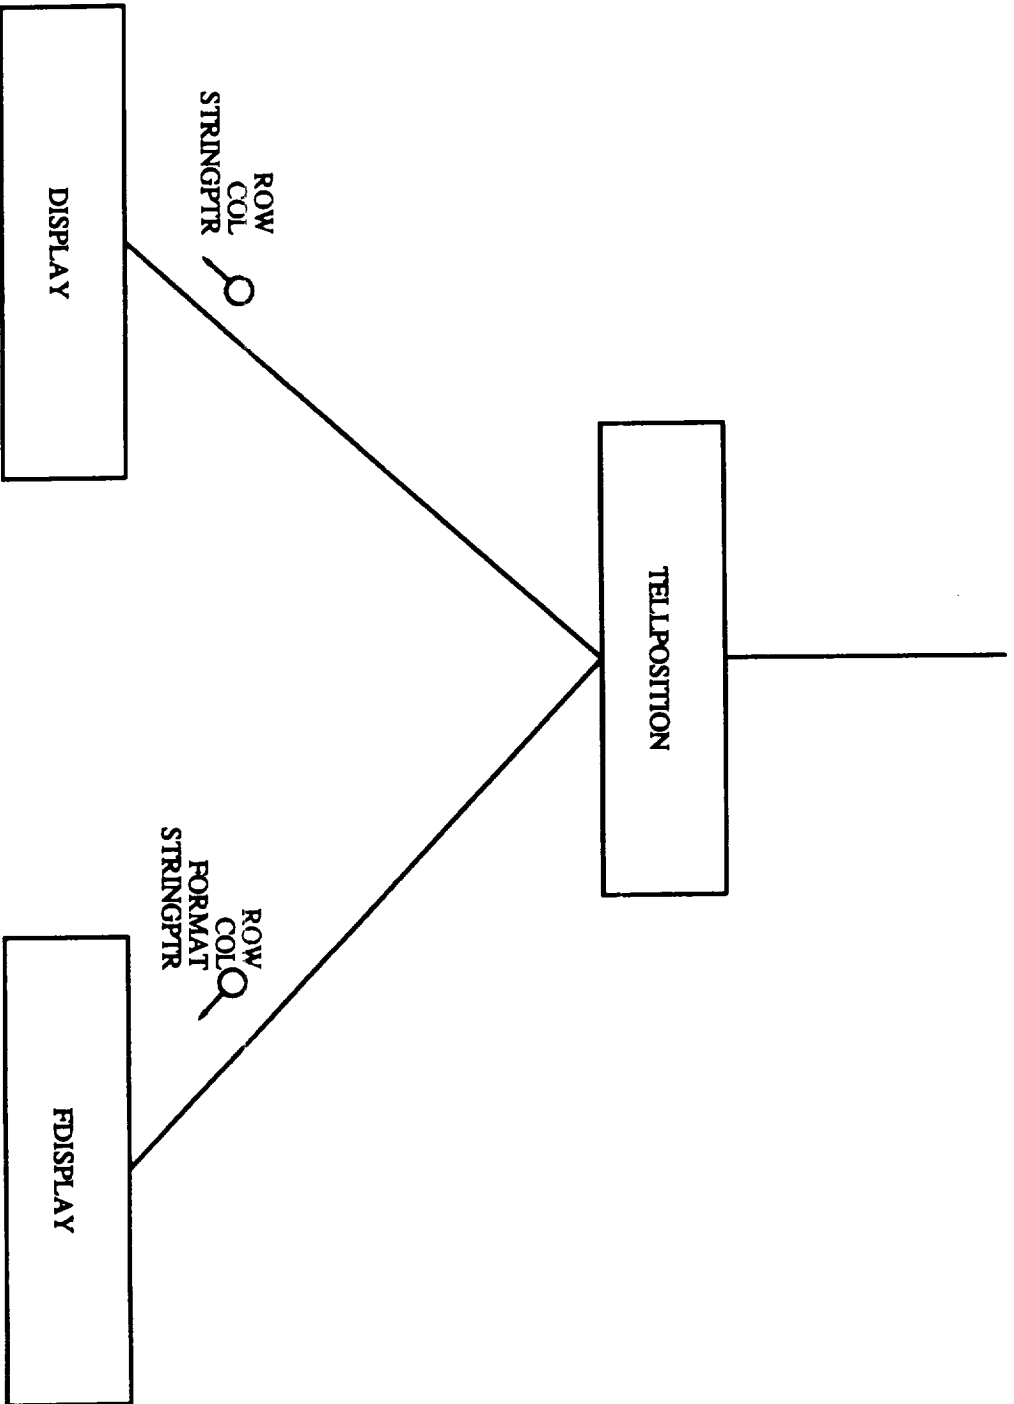 TELLPOSITION
ROW
COL
STRINGPTR
ROW
COL
FORMAT
STRINGPTR
DISPLAY
FDISPLAY